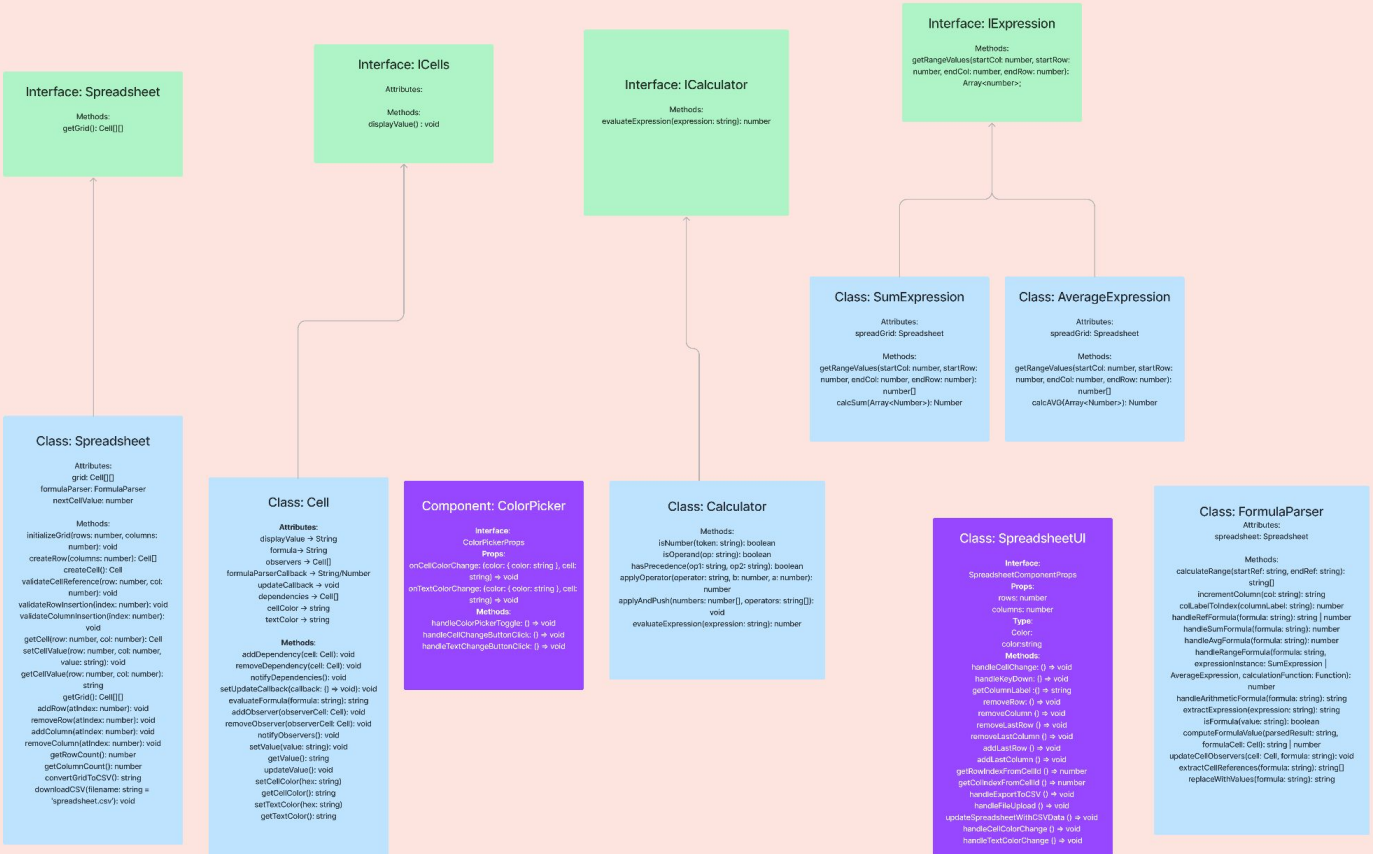 Interface: Spreadsheet
Methods:
getGrid(): Cell[][]
Interface: ICells
Attributes:
Methods:
displayValue() : void
Interface: ICalculator
Methods:
evaluateExpression(expression: string): number
Interface: IExpression
Methods:
getRangeValues(startCol: number, startRow:
number, endCol: number, endRow: number):
Array<number>;
Class: SumExpression
Attributes:
spreadGrid: Spreadsheet
Methods:
getRangeValues(startCol: number, startRow:
number, endCol: number, endRow: number):
number[]
calcSum(Array<Number>): Number
Class: AverageExpression
Attributes:
spreadGrid: Spreadsheet
Methods:
getRangeValues(startCol: number, startRow:
number, endCol: number, endRow: number):
number[]
calcAVG(Array<Number>): Number
Class: Spreadsheet
Attributes:
grid: Cell[][]
formulaParser: FormulaParser
nextCellValue: number
Methods:
initializeGrid(rows: number, columns:
number): void
createRow(columns: number): Cell[]
createCell(): Cell
validateCellReference(row: number, col:
number): void
validateRowInsertion(index: number): void
validateColumnInsertion(index: number):
void
getCell(row: number, col: number): Cell
setCellValue(row: number, col: number,
value: string): void
getCellValue(row: number, col: number):
string
getGrid(): Cell[][]
addRow(atIndex: number): void
removeRow(atIndex: number): void
addColumn(atIndex: number): void
removeColumn(atIndex: number): void
getRowCount(): number
getColumnCount(): number
convertGridToCSV(): string
downloadCSV(filename: string =
'spreadsheet.csv'): void
Class: Cell
Attributes:
displayValue → String
formula→ String
observers → Cell[]
formulaParserCallback → String/Number
updateCallback → void
dependencies → Cell[]
cellColor → string
textColor → string
Methods:
addDependency(cell: Cell): void
removeDependency(cell: Cell): void
notifyDependencies(): void
setUpdateCallback(callback: () => void): void
evaluateFormula(formula: string): string
addObserver(observerCell: Cell): void
removeObserver(observerCell: Cell): void
notifyObservers(): void
setValue(value: string): void
getValue(): string
updateValue(): void
setCellColor(hex: string)
getCellColor(): string
setTextColor(hex: string)
getTextColor(): string
Component: ColorPicker
Interface:
ColorPickerProps
Props:
onCellColorChange: (color: { color: string }, cell:
string) => void
onTextColorChange: (color: { color: string }, cell:
string) => void
Methods:
handleColorPickerToggle: () => void
handleCellChangeButtonClick: () => void
handleTextChangeButtonClick: () => void
Class: Calculator
Methods:
isNumber(token: string): boolean
isOperand(op: string): boolean
hasPrecedence(op1: string, op2: string): boolean
applyOperator(operator: string, b: number, a: number):
number
applyAndPush(numbers: number[], operators: string[]):
void
evaluateExpression(expression: string): number
Class: SpreadsheetUI
Interface:
SpreadsheetComponentProps
Props:
rows: number
columns: number
Type:
Color:
color:string
Methods:
handleCellChange: () => void
handleKeyDown: () => void
getColumnLabel :() => string
removeRow: () => void
removeColumn () => void
removeLastRow () => void
removeLastColumn () => void
addLastRow () => void
addLastColumn () => void
getRowIndexFromCellId () => number
getColIndexFromCellId () => number
handleExportToCSV () => void
handleFileUpload () => void
updateSpreadsheetWithCSVData () => void
handleCellColorChange () => void
handleTextColorChange () => void
Class: FormulaParser
Attributes:
spreadsheet: Spreadsheet
Methods:
calculateRange(startRef: string, endRef: string):
string[]
incrementColumn(col: string): string
colLabelToIndex(columnLabel: string): number
handleRefFormula(formula: string): string | number
handleSumFormula(formula: string): number
handleAvgFormula(formula: string): number
handleRangeFormula(formula: string,
expressionInstance: SumExpression |
AverageExpression, calculationFunction: Function):
number
handleArithmeticFormula(formula: string): string
extractExpression(expression: string): string
isFormula(value: string): boolean
computeFormulaValue(parsedResult: string,
formulaCell: Cell): string | number
updateCellObservers(cell: Cell, formula: string): void
extractCellReferences(formula: string): string[]
replaceWithValues(formula: string): string